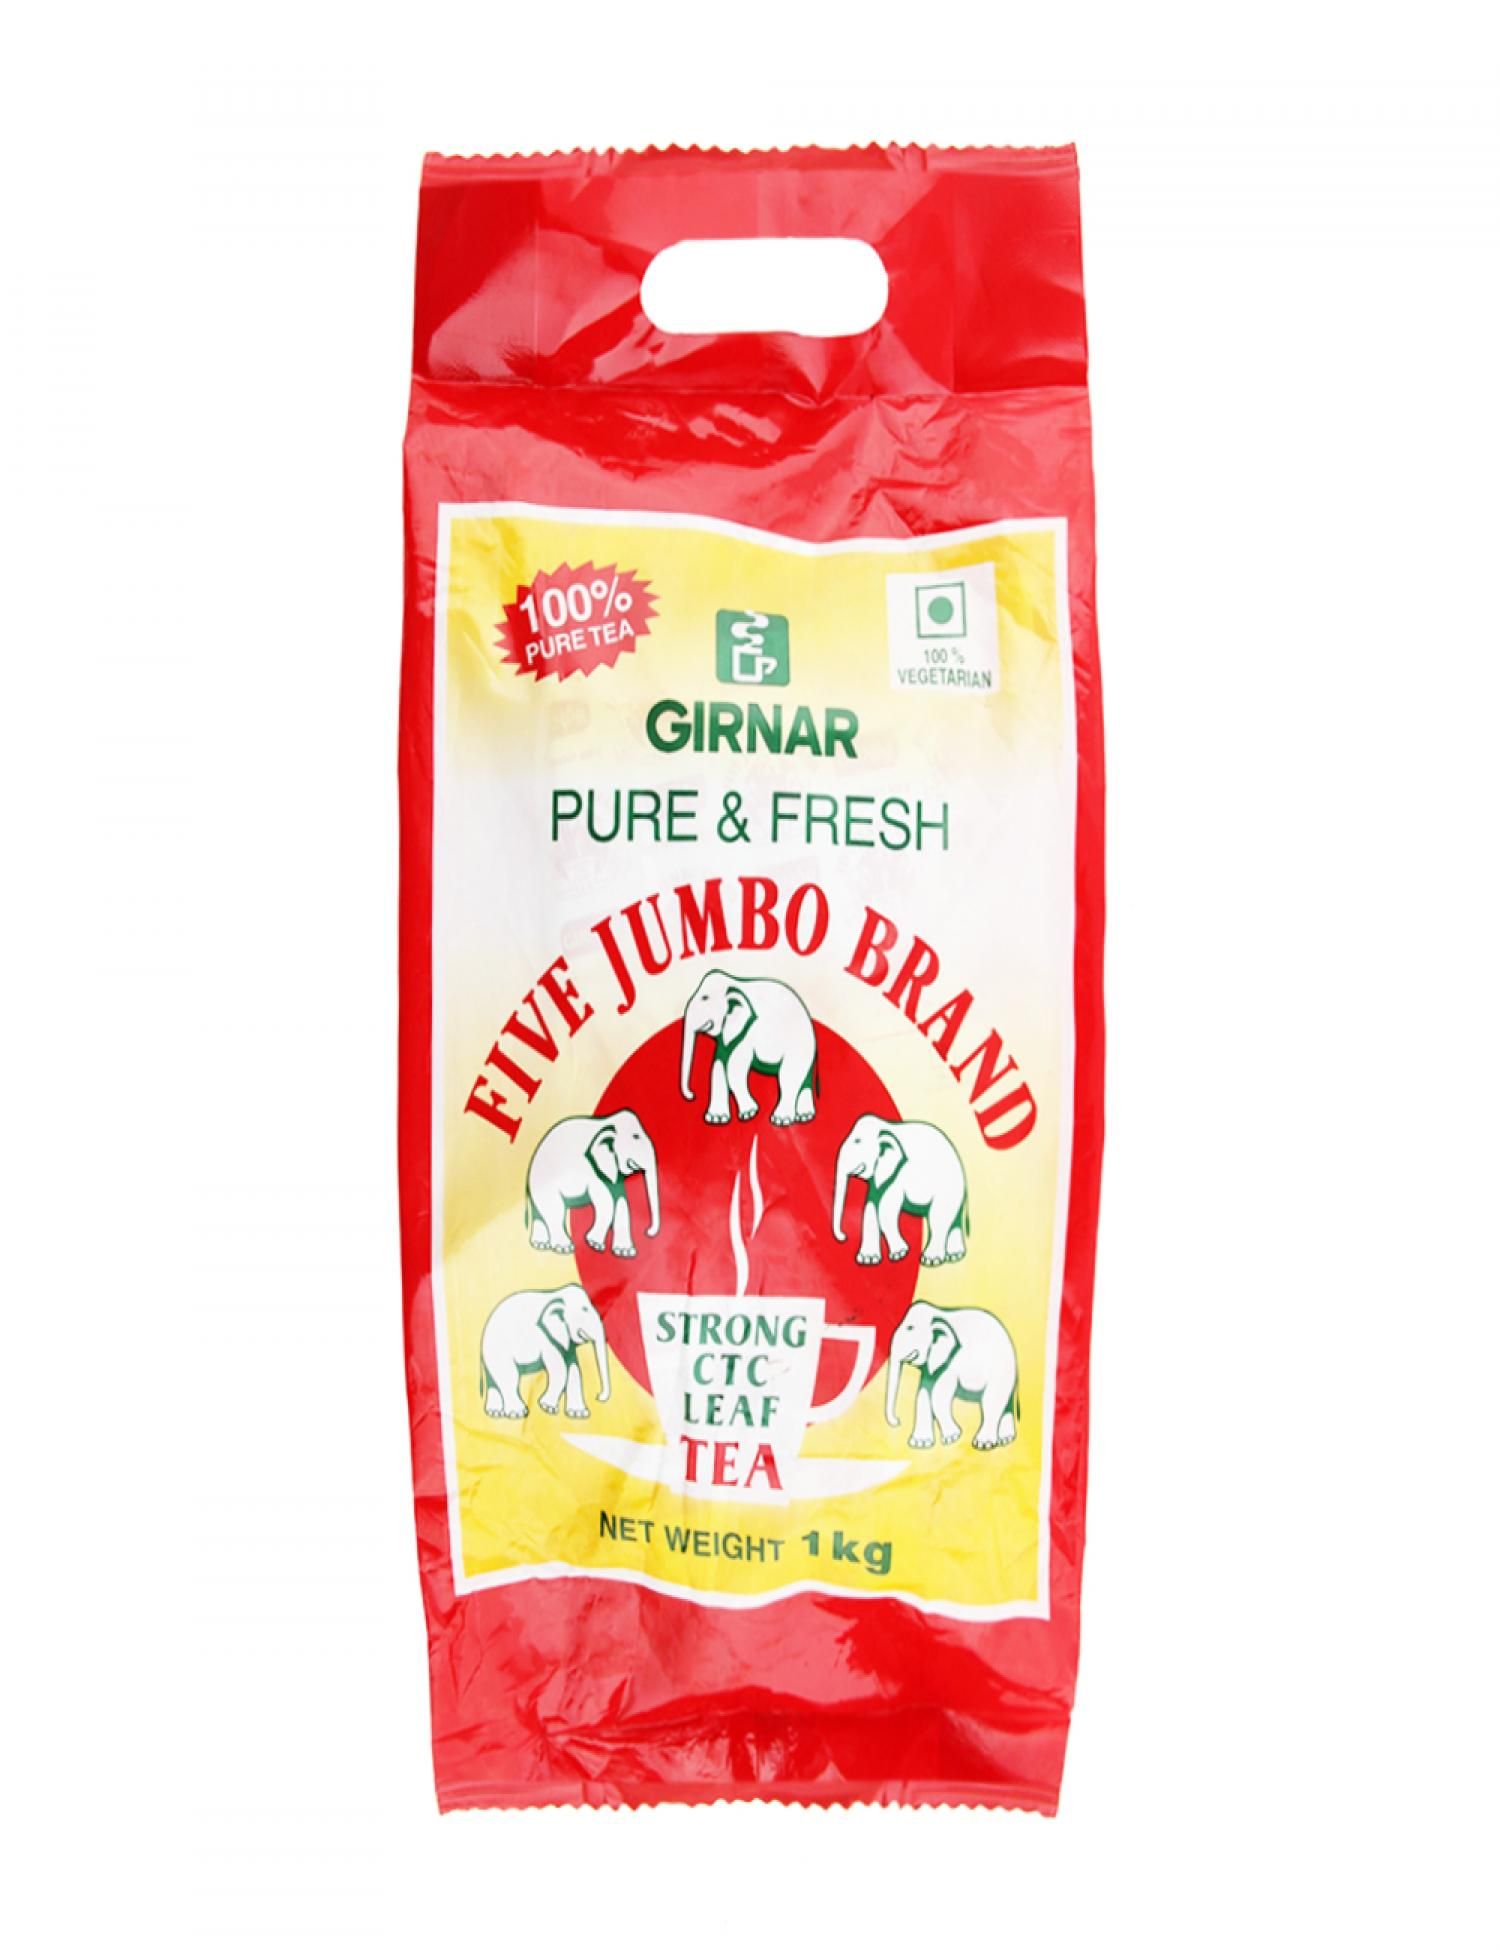 100%
PURE TEA
100 %
VEGETARIAN
GIRNAR
PURE & FRESH
FIVE JUMBO BRAND
STRONG
CTC
LEAF
TEA
NET WEIGHT 1kg